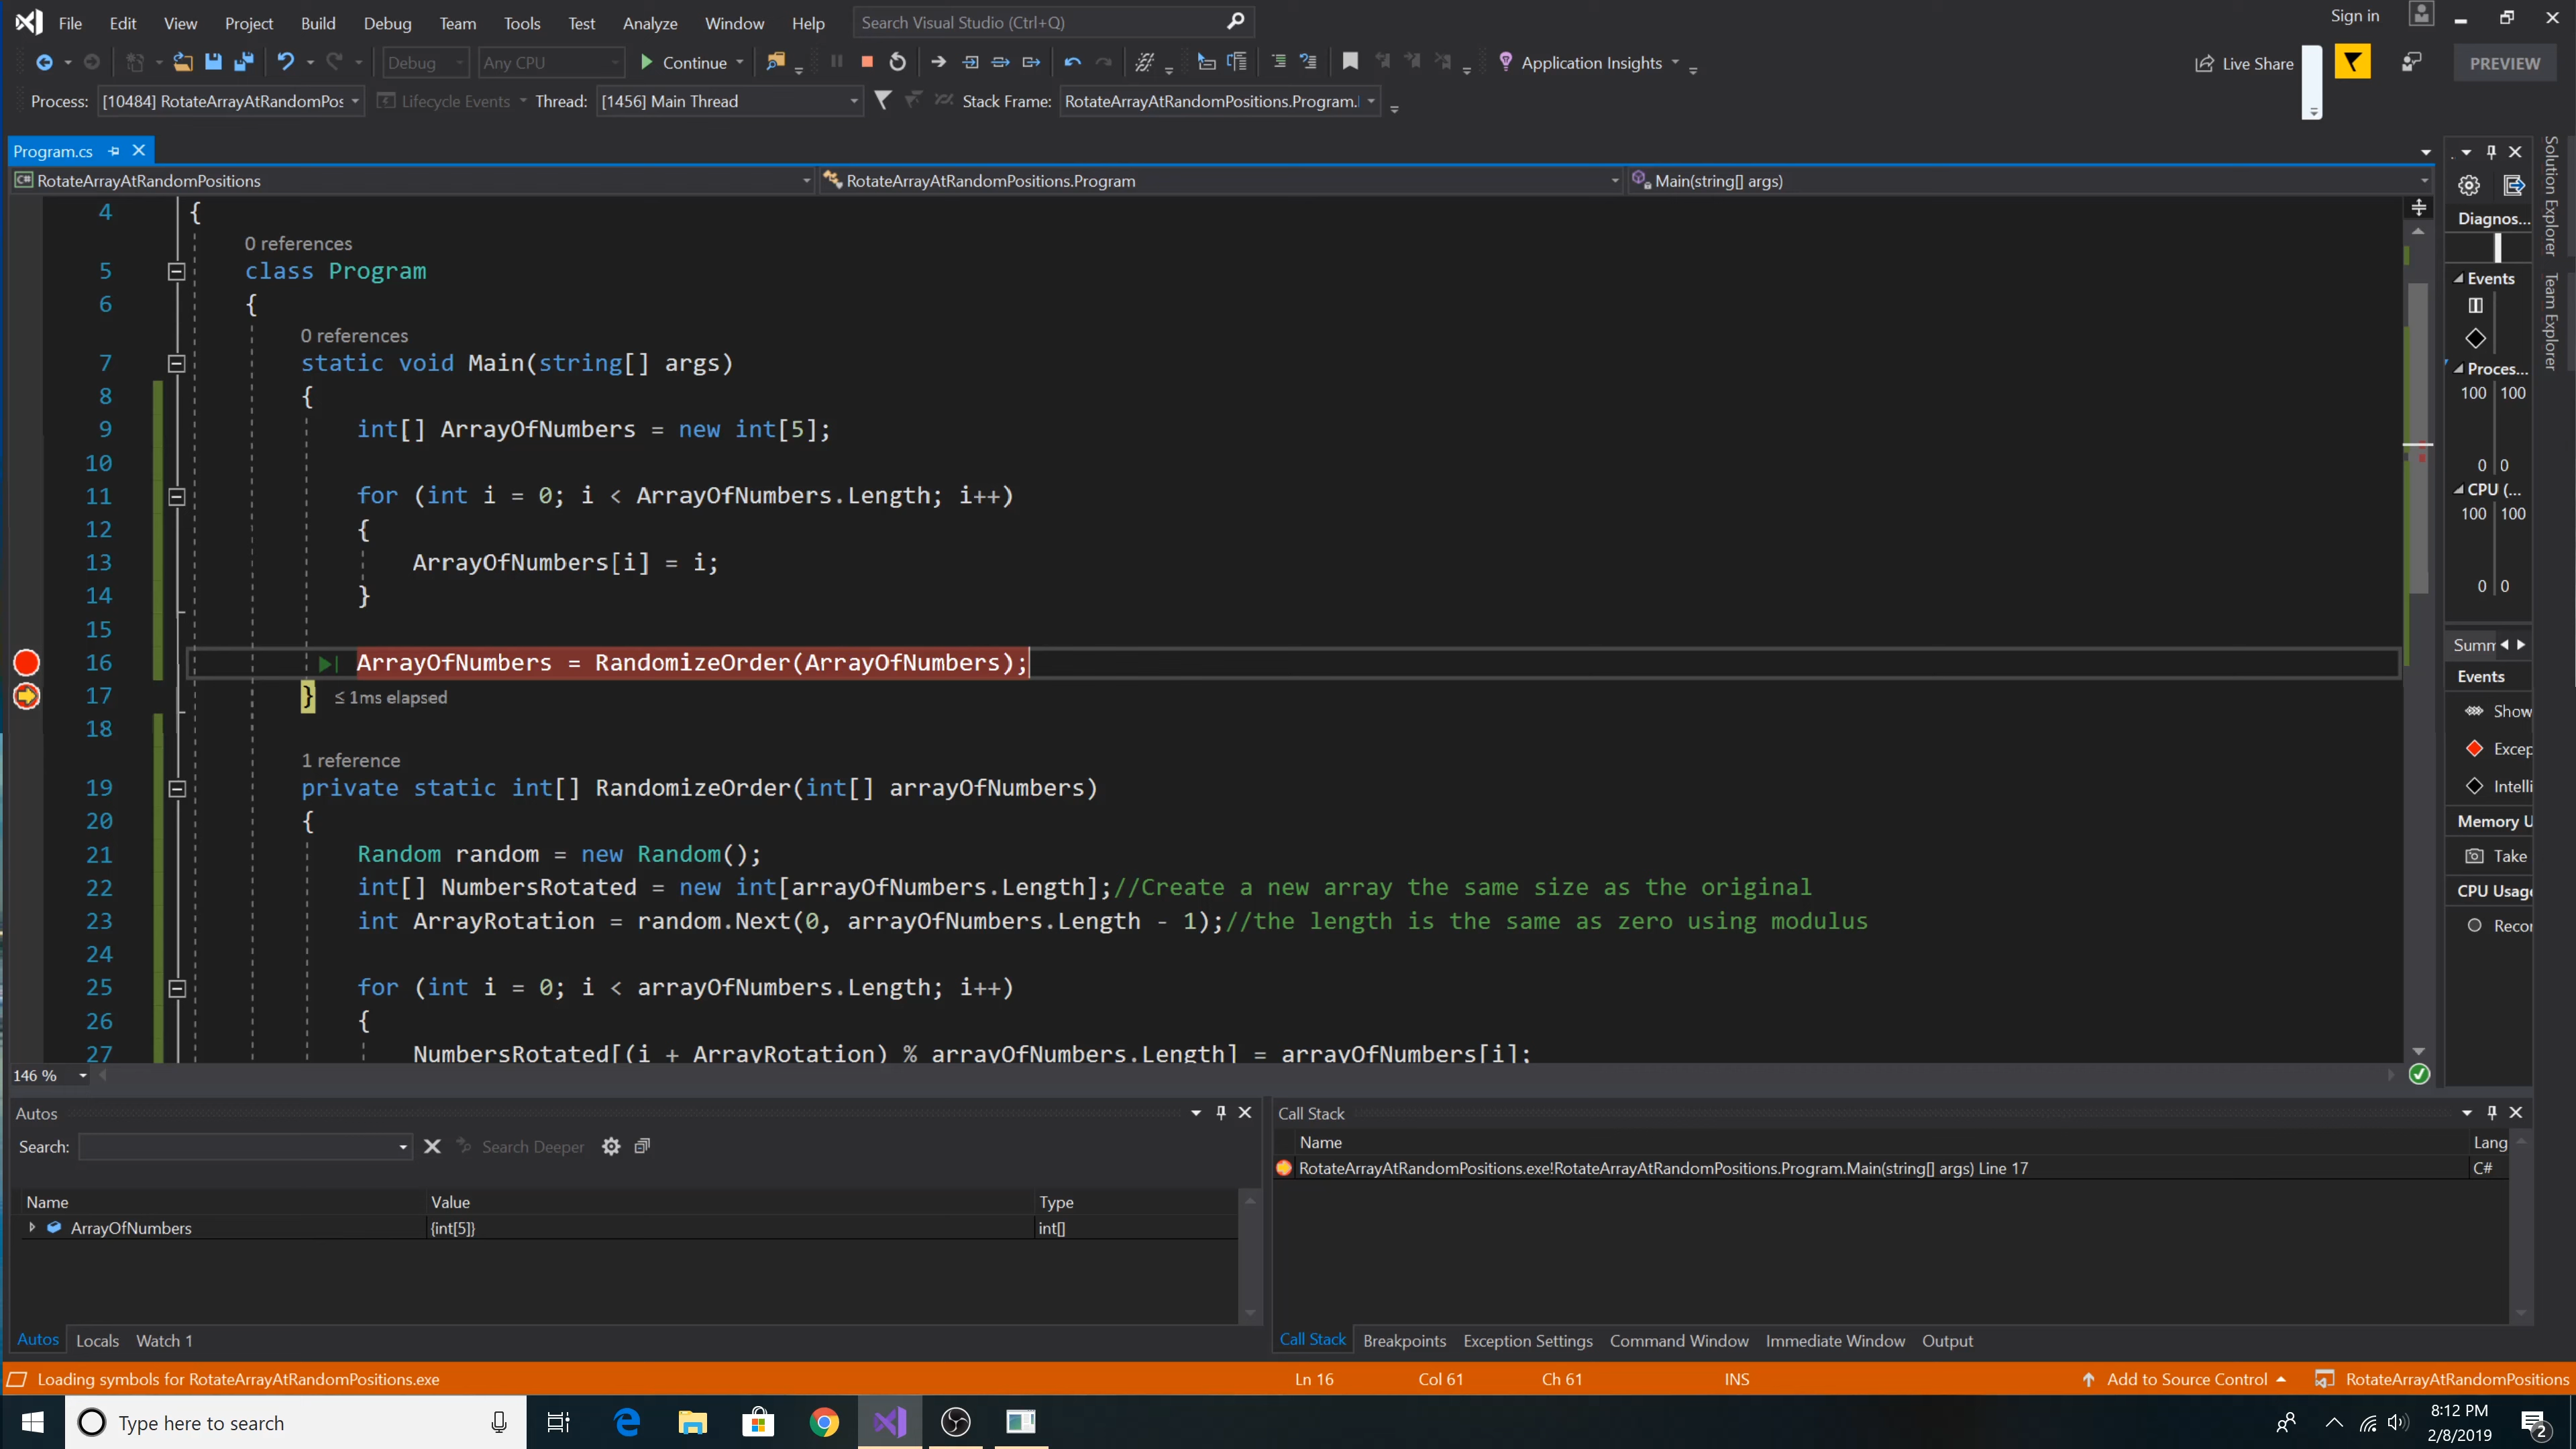 File Edit View Project Build Debug Team Tools Test Analyze Window Help Search Visual Studio (Ctrl+Q) Sign in
Debug Any CPU Continue Application Insights Live Share PREVIEW
Process: [10484] RotateArrayAtRandomPos Lifecycle Events Thread: [1456] Main Thread Stack Frame: RotateArrayAtRandomPositions.Program.
Program.cs
RotateArrayAtRandomPositions RotateArrayAtRandomPositions.Program Main(string[] args)
4 {
0 references
5 class Program
6 {
0 references
7 static void Main(string[] args)
8 {
9 int[] ArrayOfNumbers = new int[5];
10
11 for (int i = 0; i < ArrayOfNumbers.Length; i++)
12 {
13 ArrayOfNumbers[i] = i;
14 }
15
16 ArrayOfNumbers = RandomizeOrder(ArrayOfNumbers);
17 } ≤ 1ms elapsed
18
1 reference
19 private static int[] RandomizeOrder(int[] arrayOfNumbers)
20 {
21 Random random = new Random();
22 int[] NumbersRotated = new int[arrayOfNumbers.Length];//Create a new array the same size as the original
23 int ArrayRotation = random.Next(0, arrayOfNumbers.Length - 1);//the length is the same as zero using modulus
24
25 for (int i = 0; i < arrayOfNumbers.Length; i++)
26 {
27 NumbersRotated[(i + ArrayRotation) % arrayOfNumbers.Length] = arrayOfNumbers[i];
146 %
Diagnos...
Events
Proces...
100 100
0 0
CPU (...
100 100
0 0
Summ
Events
Show
Excep
Intelli
Memory U
Take
CPU Usage
Recor
Solution Explorer
Team Explorer
Autos
Search: Search Deeper
Name Value Type
ArrayOfNumbers {int[5]} int[]
Autos Locals Watch 1
Call Stack
Name Lang
RotateArrayAtRandomPositions.exe!RotateArrayAtRandomPositions.Program.Main(string[] args) Line 17 C#
Call Stack Breakpoints Exception Settings Command Window Immediate Window Output
Loading symbols for RotateArrayAtRandomPositions.exe Ln 16 Col 61 Ch 61 INS Add to Source Control RotateArrayAtRandomPositions
Type here to search
8:12 PM
2/8/2019
2